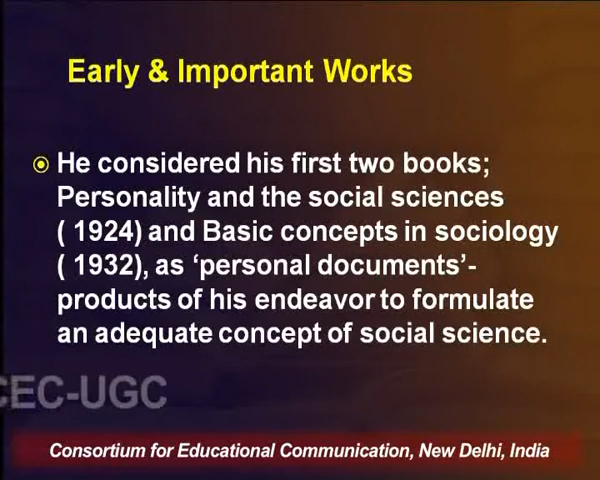 Early & Important Works
He considered his first two books;
Personality and the social sciences
( 1924) and Basic concepts in sociology
( 1932), as ‘personal documents’-
products of his endeavor to formulate
an adequate concept of social science.
CEC-UGC
Consortium for Educational Communication, New Delhi, India